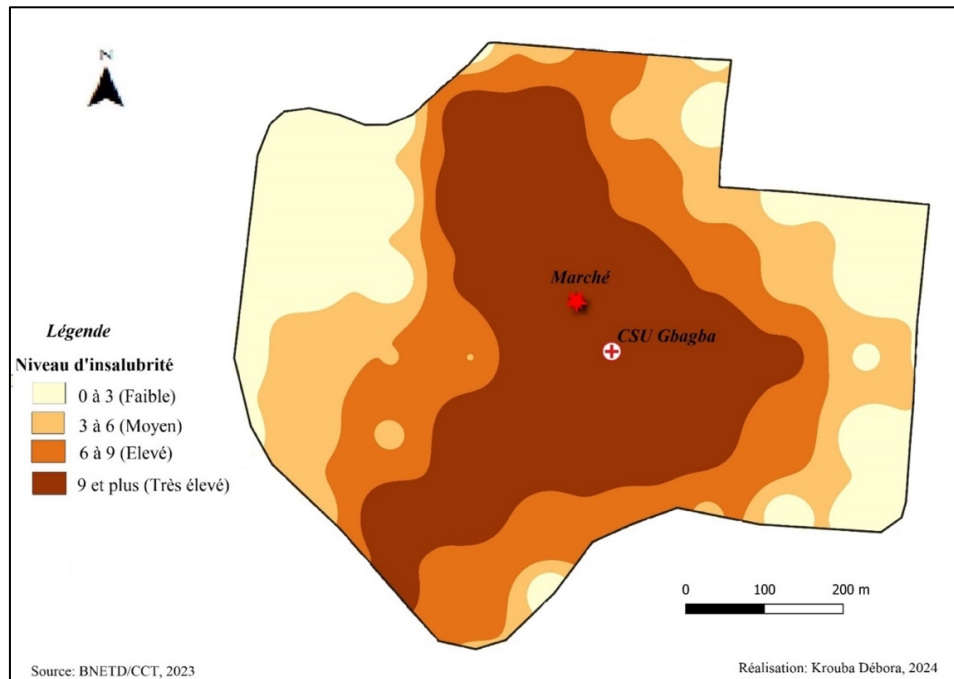 N
Marché
CSU Gbagba
Légende
Niveau d'insalubrité
0 à 3 (Faible)
3 à 6 (Moyen)
6 à 9 (Elevé)
9 et plus (Très élevé)
0 100 200 m
Source: BNETD/CCT, 2023
Réalisation: Krouba Débora, 2024